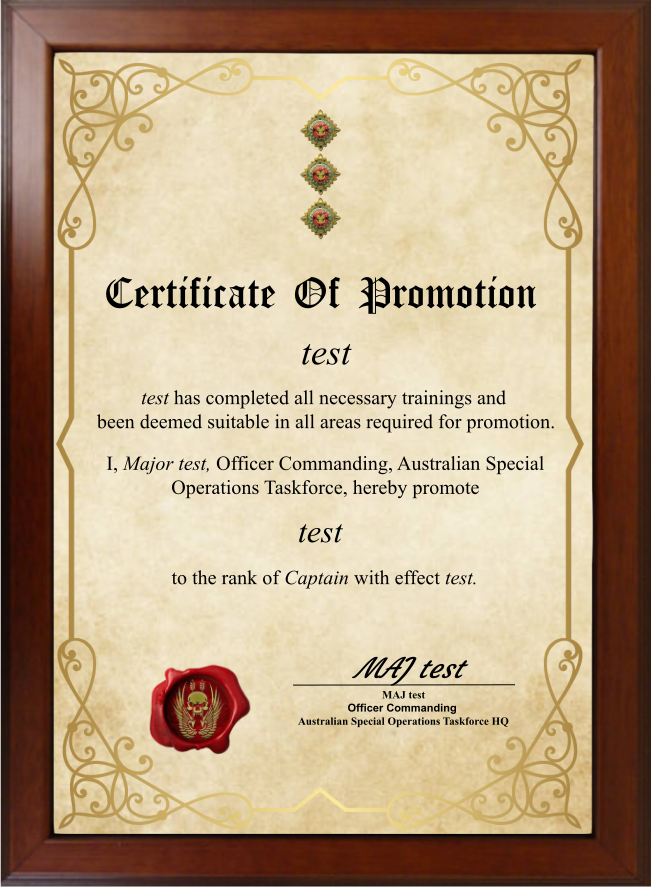 Certificate Of Promotion
test
test has completed all necessary trainings and
been deemed suitable in all areas required for promotion.
I, Major test, Officer Commanding, Australian Special
Operations Taskforce, hereby promote
test
to the rank of Captain with effect test.
MAJ test
MAJ test
Officer Commanding
Australian Special Operations Taskforce HQ